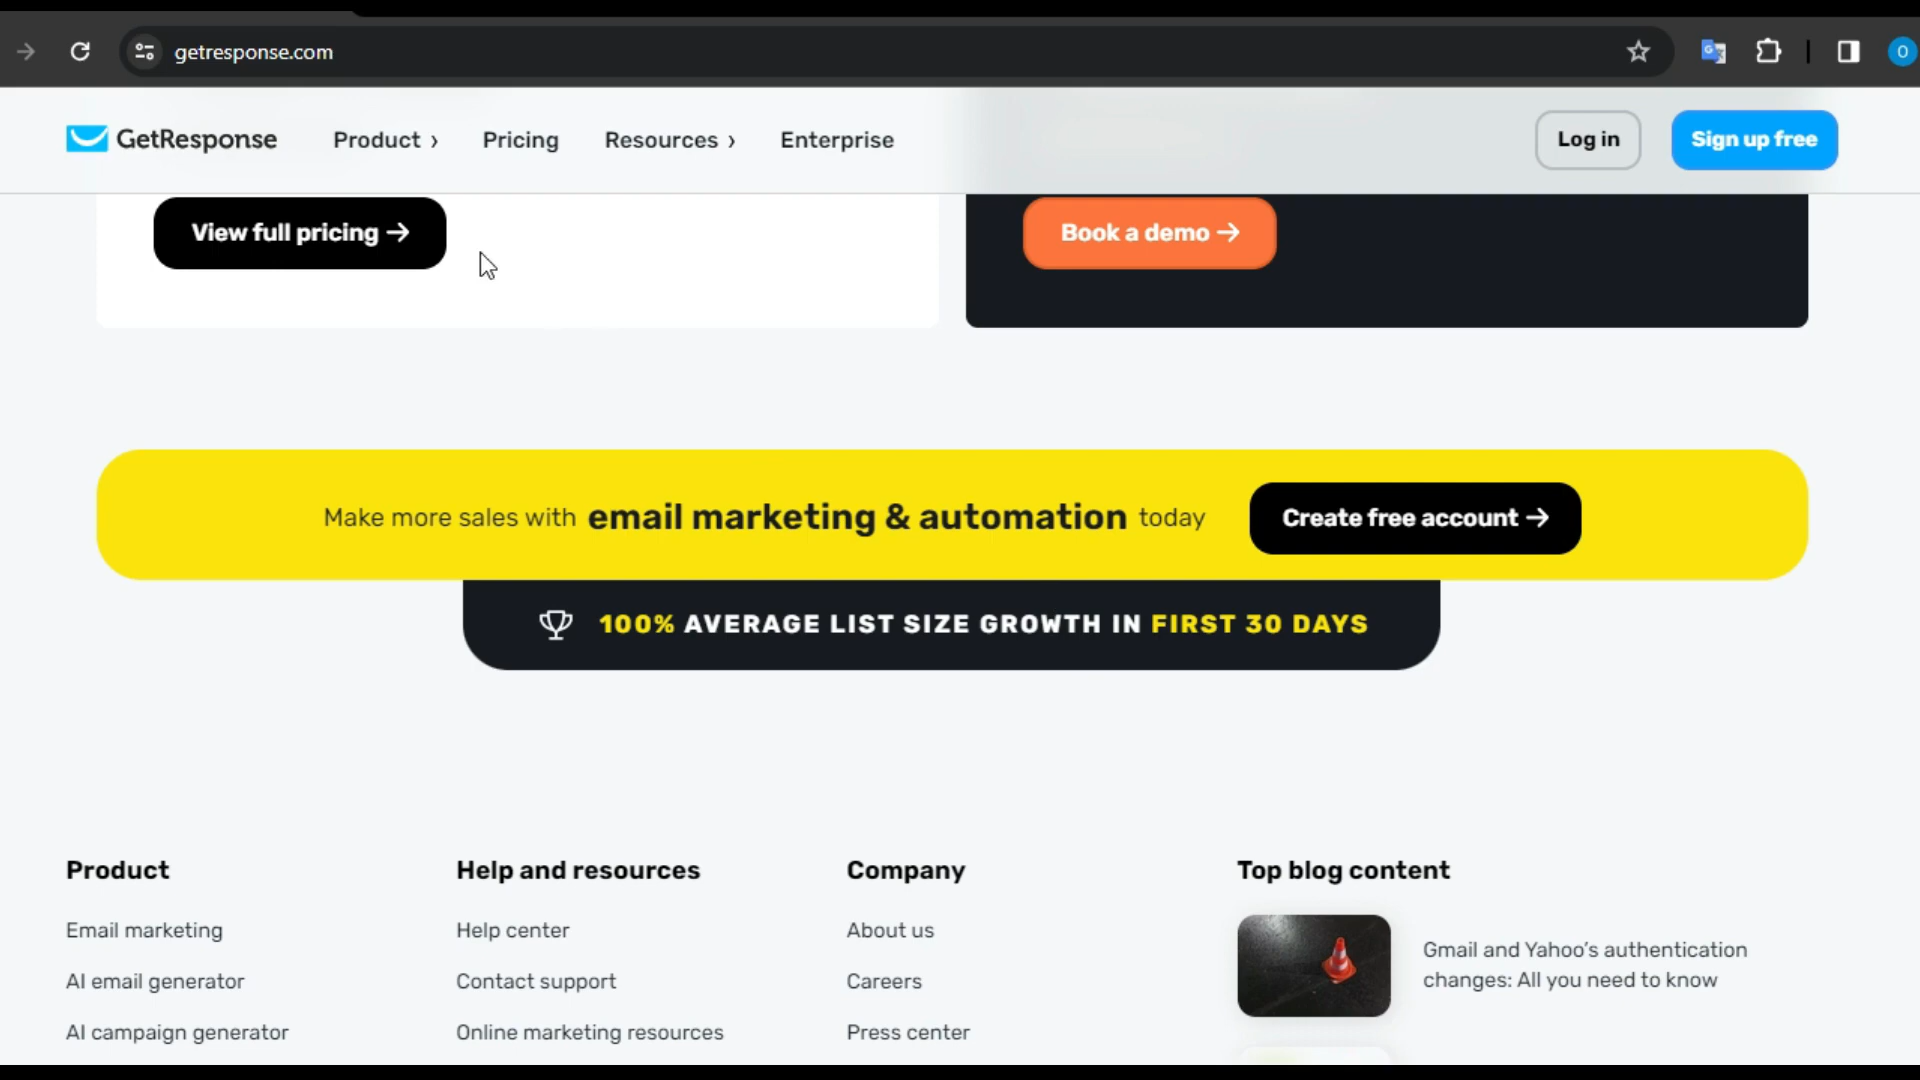 getresponse.com
O
GetResponse
Product ›
Pricing
Resources ›
Enterprise
Log in
Sign up free
View full pricing →
Book a demo →
Make more sales with email marketing & automation today
Create free account →
100% AVERAGE LIST SIZE GROWTH IN FIRST 30 DAYS
Product
Email marketing
AI email generator
AI campaign generator
Help and resources
Help center
Contact support
Online marketing resources
Company
About us
Careers
Press center
Top blog content
Gmail and Yahoo's authentication
changes: All you need to know